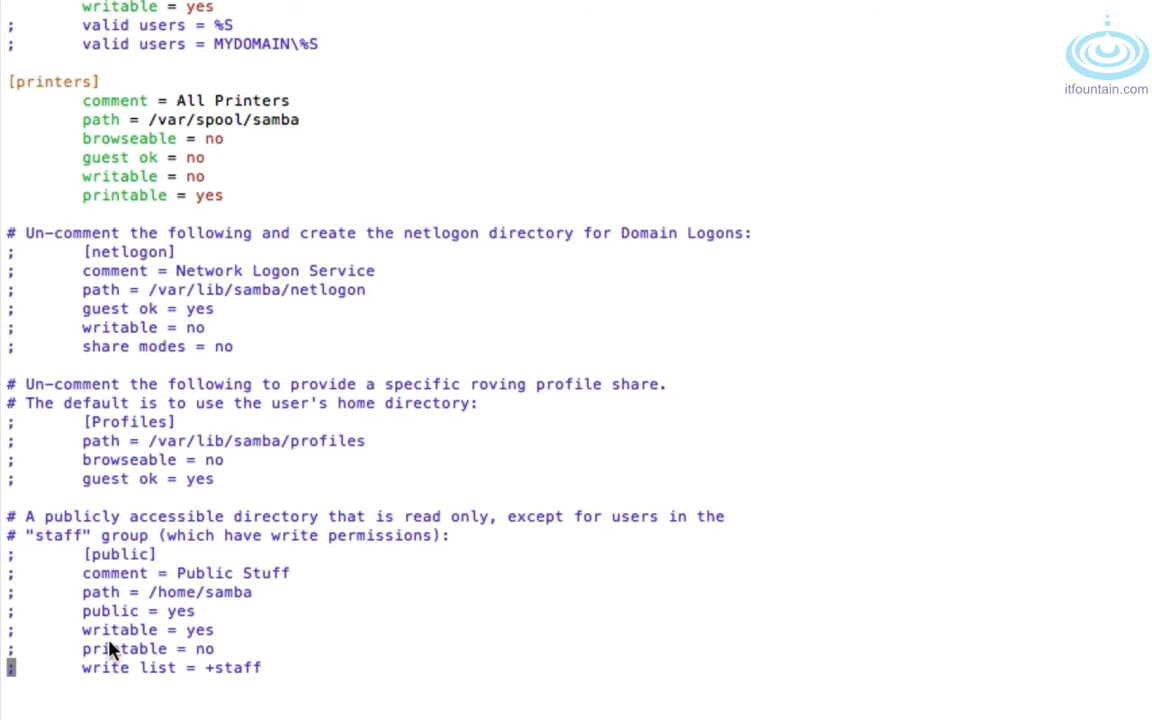 writable = yes
; valid users = %S
; valid users = MYDOMAIN\%S
[printers]
comment = All Printers
path = /var/spool/samba
browseable = no
guest ok = no
writable = no
printable = yes
# Un-comment the following and create the netlogon directory for Domain Logons:
; [netlogon]
; comment = Network Logon Service
; path = /var/lib/samba/netlogon
; guest ok = yes
; writable = no
; share modes = no
# Un-comment the following to provide a specific roving profile share.
# The default is to use the user's home directory:
; [Profiles]
; path = /var/lib/samba/profiles
; browseable = no
; guest ok = yes
# A publicly accessible directory that is read only, except for users in the
# "staff" group (which have write permissions):
; [public]
; comment = Public Stuff
; path = /home/samba
; public = yes
; writable = yes
; printable = no
; write list = +staff
itfountain.com